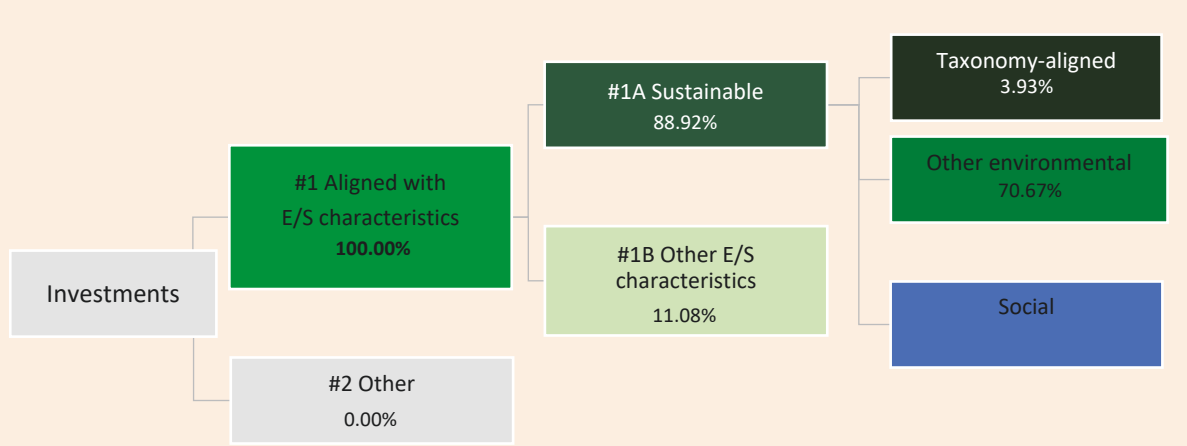 Investments
#1 Aligned with
E/S characteristics
100.00%
#2 Other
0.00%
#1A Sustainable
88.92%
#1B Other E/S
characteristics
11.08%
Taxonomy-aligned
3.93%
Other environmental
70.67%
Social